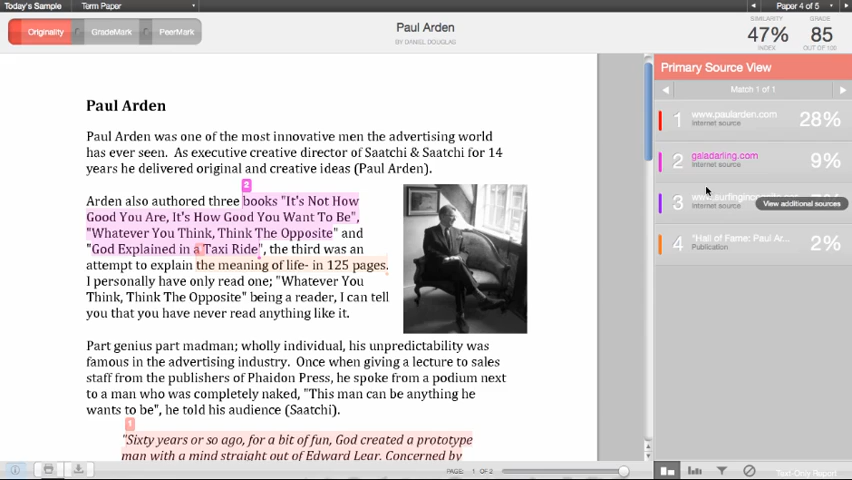 Today's Sample
Term Paper
Paper 4 of 5
Originality
GradeMark
PeerMark
Paul Arden
BY DANIEL DOUGLAS
SIMILARITY
47%
INDEX
GRADE
85
OUT OF 100
Paul Arden
Paul Arden was one of the most innovative men the advertising world
has ever seen. As executive creative director of Saatchi & Saatchi for 14
years he delivered original and creative ideas (Paul Arden).
2
Arden also authored three books "It's Not How
Good You Are, It's How Good You Want To Be",
"Whatever You Think, Think The Opposite" and
"God Explained in a Taxi Ride", the third was an
attempt to explain the meaning of life- in 125 pages.
I personally have only read one; "Whatever You
Think, Think The Opposite" being a reader, I can tell
you that you have never read anything like it.
Part genius part madman; wholly individual, his unpredictability was
famous in the advertising industry. Once when giving a lecture to sales
staff from the publishers of Phaidon Press, he spoke from a podium next
to a man who was completely naked, "This man can be anything he
wants to be", he told his audience (Saatchi).
1
"Sixty years or so ago, for a bit of fun, God created a prototype
man with a mind straight out of Edward Lear. Concerned by
Primary Source View
Match 1 of 1
1 www.paularden.com 28%
Internet source
2 galadarling.com 9%
Internet source
3
Internet source
View additional sources
4 "Hall of Fame: Paul Ar... 2%
Publication
PAGE: 1 OF 2
Text-Only Report